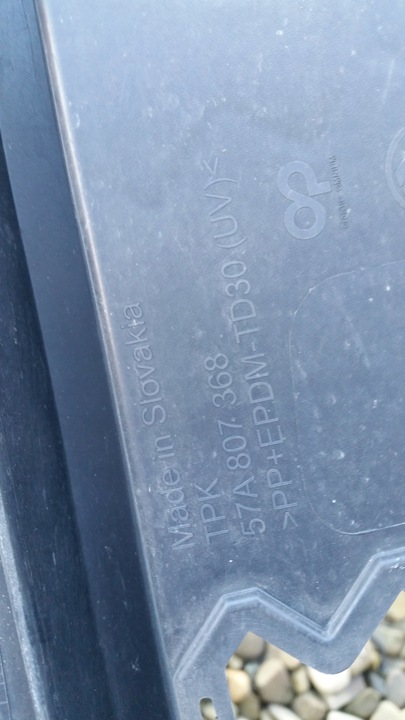 Made in Slovakia
TPK
57A 807 368
>PP+EPDM-TD30 (UV)<